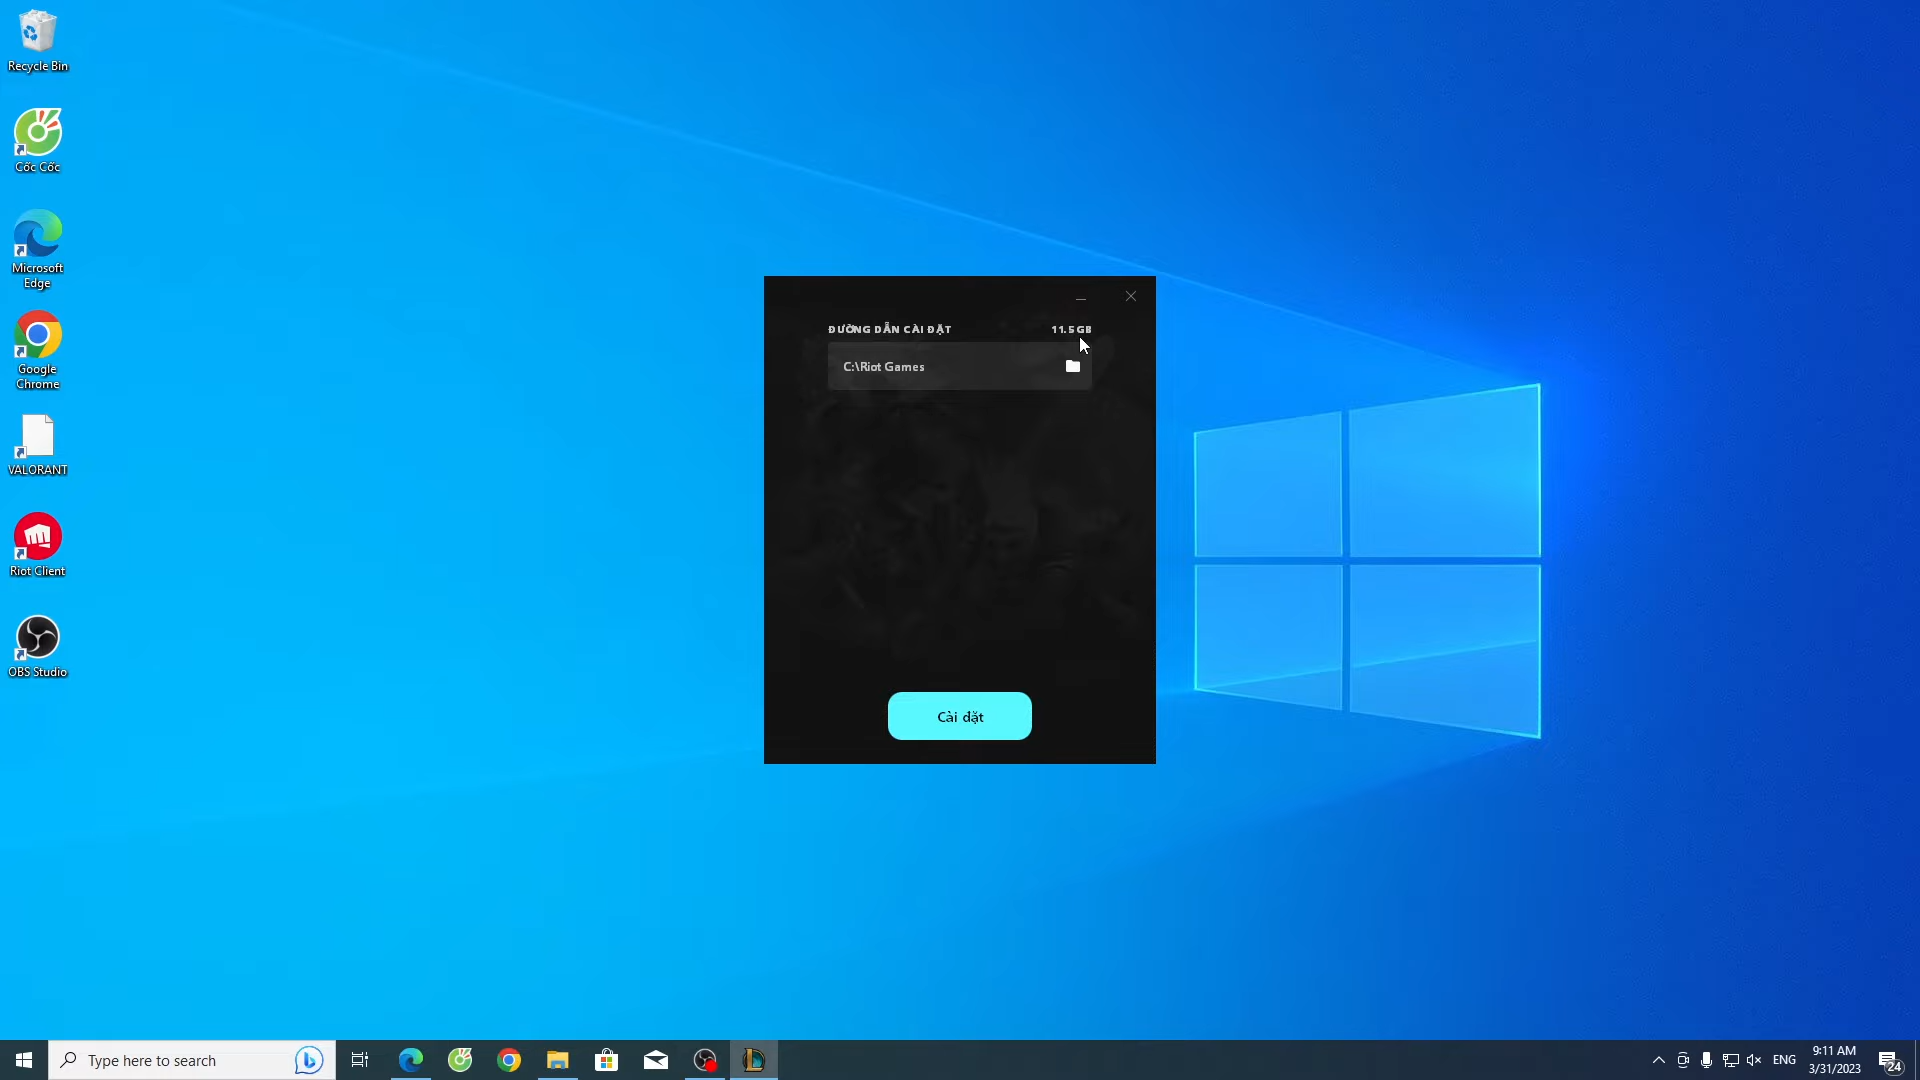 Recycle Bin
Cốc Cốc
Microsoft
Edge
Google
Chrome
VALORANT
Riot Client
OBS Studio
ĐƯỜNG DẪN CÀI ĐẶT 11.5GB
C:\Riot Games
Cài đặt
Type here to search
ENG
9:11 AM
3/31/2023
24